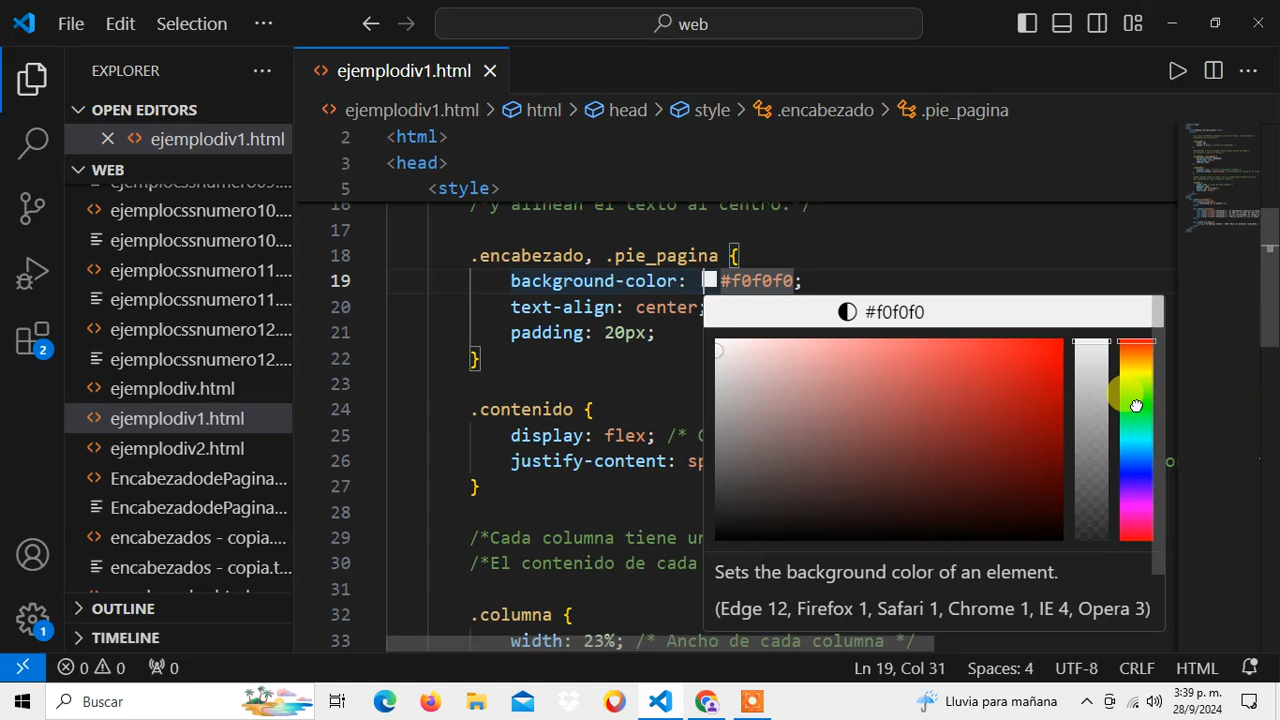 File Edit Selection ··· web
EXPLORER ···
ejemplodiv1.html
OPEN EDITORS
ejemplodiv1.html
WEB
ejemplocssnumero10....
ejemplocssnumero10....
ejemplocssnumero11....
ejemplocssnumero11....
ejemplocssnumero12....
ejemplocssnumero12....
ejemplodiv.html
ejemplodiv1.html
ejemplodiv2.html
EncabezadodePagina...
EncabezadodePagina...
encabezados - copia....
encabezados - copia.t...
OUTLINE
TIMELINE
ejemplodiv1.html > html > head > style > .encabezado > .pie_pagina
2 <html>
3 <head>
5 <style>
16 /*y alinean el texto al centro.*/
17
18 .encabezado, .pie_pagina {
19 background-color: #f0f0f0;
20 text-align: center;
21 padding: 20px;
22 }
23
24 .contenido {
25 display: flex; /*
26 justify-content: sp
27 }
28
29 /*Cada columna tiene
30 /*El contenido de cada
31
32 .columna {
33 width: 23%; /* Ancho de cada columna */
#f0f0f0
Sets the background color of an element.
(Edge 12, Firefox 1, Safari 1, Chrome 1, IE 4, Opera 3)
2
1
0 0 0 Ln 19, Col 31 Spaces: 4 UTF-8 CRLF HTML
Buscar Lluvia para mañana 3:39 p. m.
28/9/2024